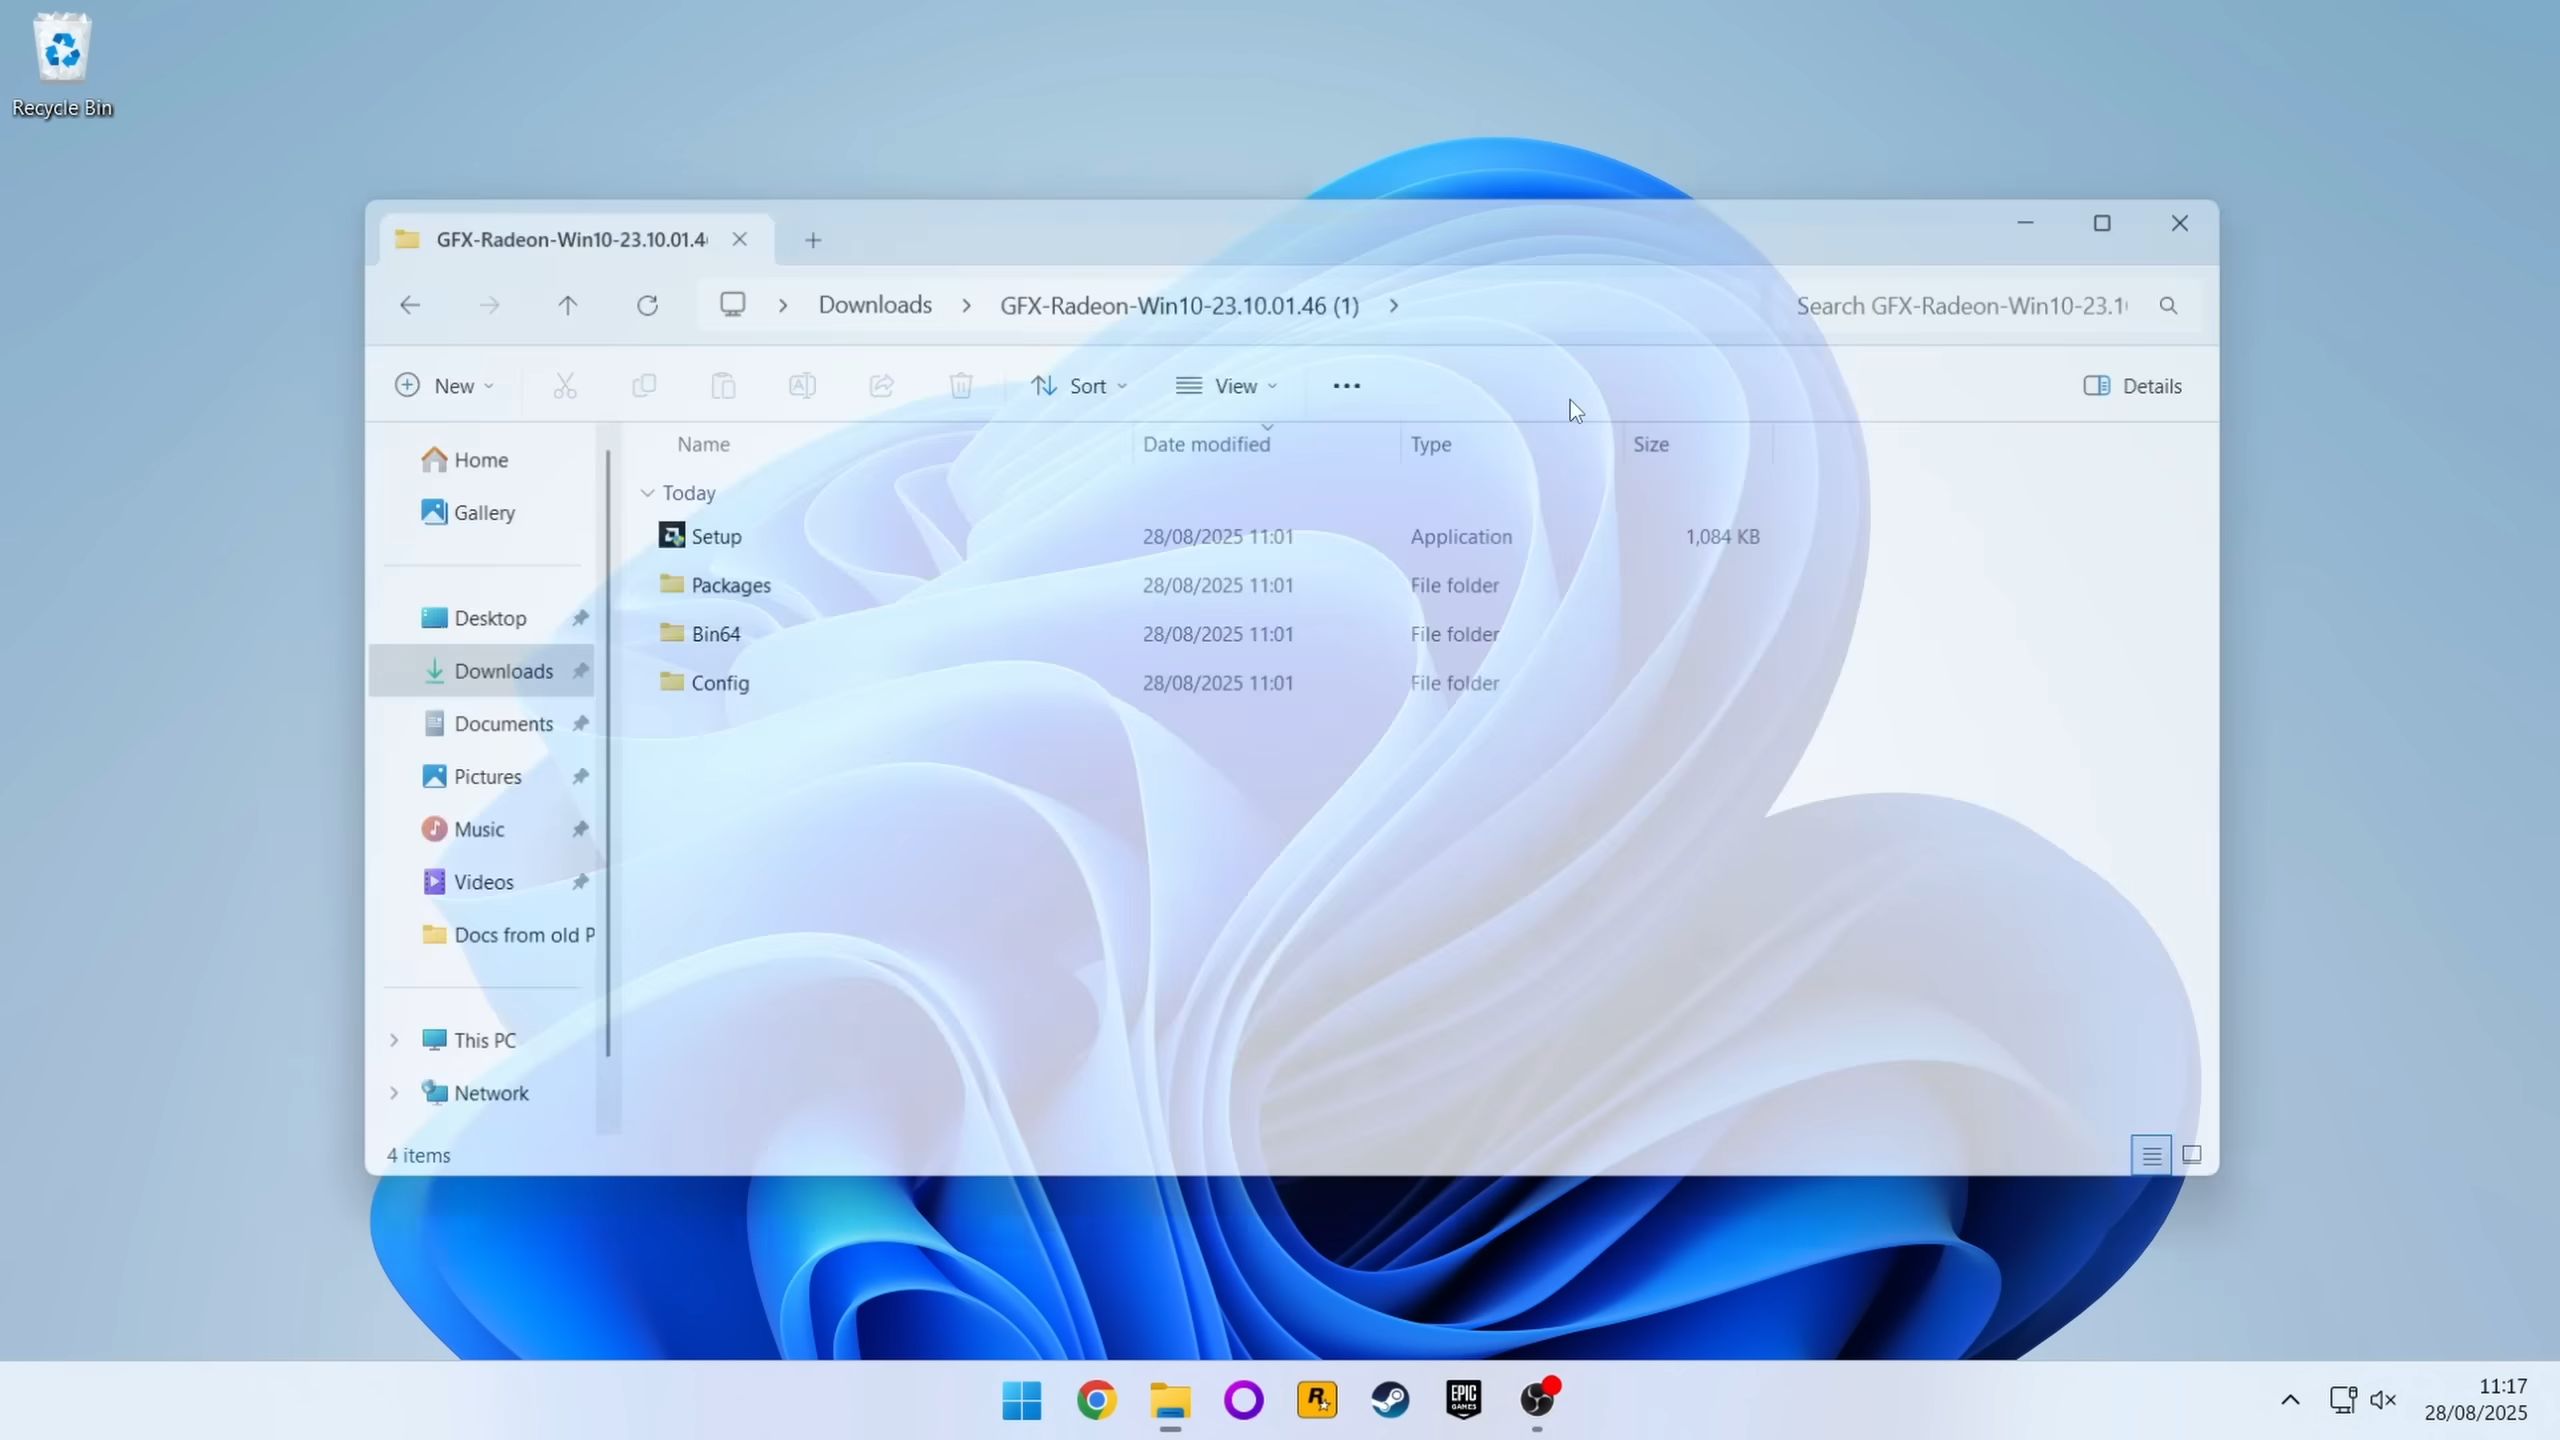 Recycle Bin
GFX-Radeon-Win10-23.10.01.4
Downloads
GFX-Radeon-Win10-23.10.01.46 (1)
Search GFX-Radeon-Win10-23.1
New
Sort
View
Details
Name Date modified Type Size
Today
Setup 28/08/2025 11:01 Application 1,084 KB
Packages 28/08/2025 11:01 File folder
Bin64 28/08/2025 11:01 File folder
Config 28/08/2025 11:01 File folder
Home
Gallery
Desktop
Downloads
Documents
Pictures
Music
Videos
Docs from old P
This PC
Network
4 items
R
EPIC
GAMES
11:17
28/08/2025